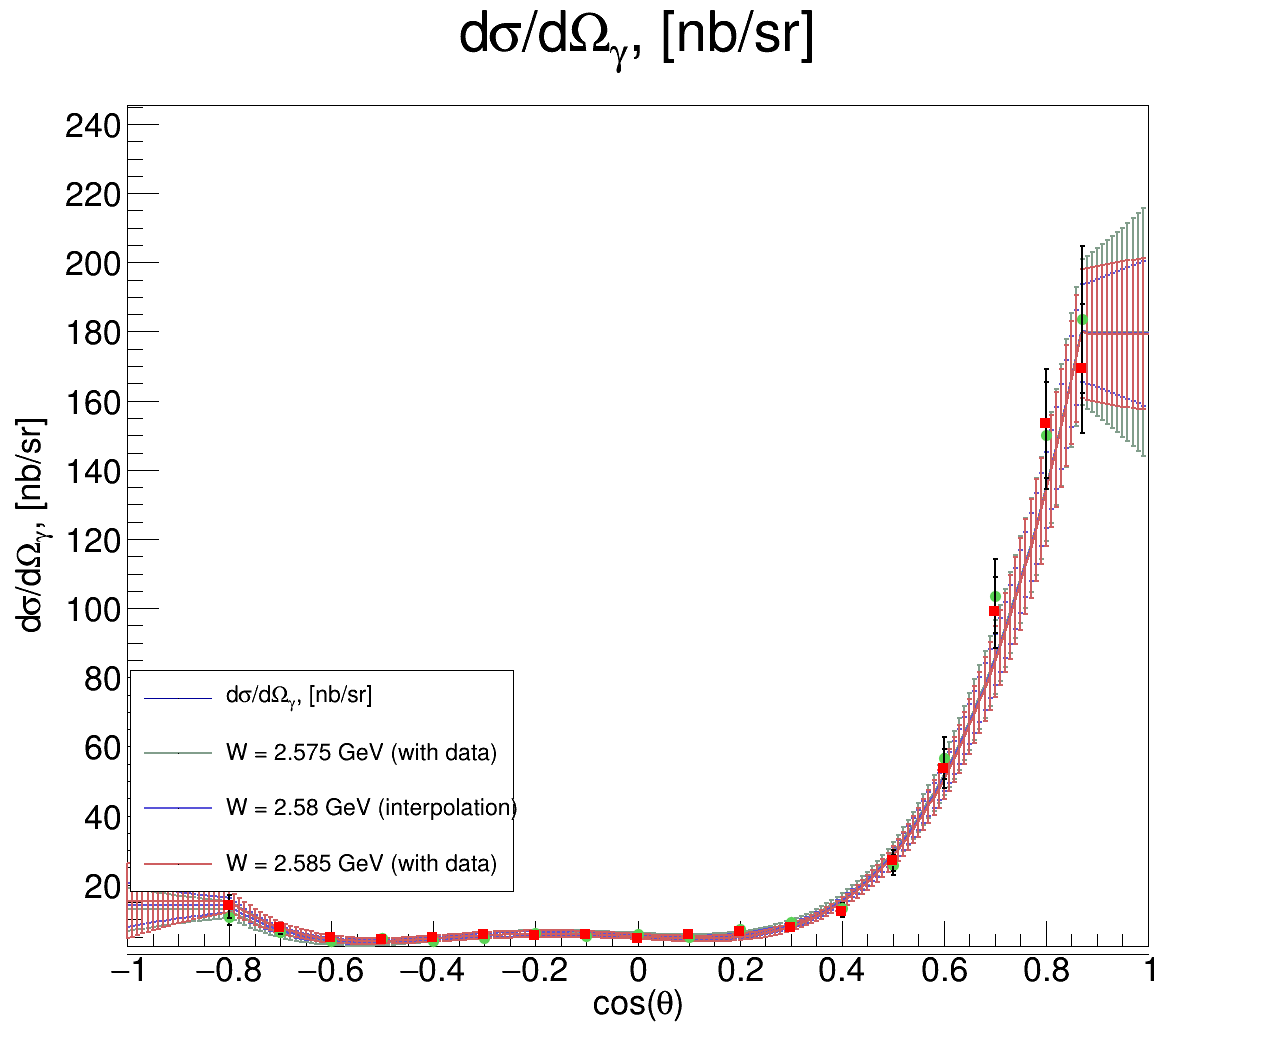 dσ/dΩγ, [nb/sr]
240
220
200
180
160
140
120
100
80
60
40
20
dσ/dΩγ, [nb/sr]
dσ/dΩγ, [nb/sr]
W = 2.575 GeV (with data)
W = 2.58 GeV (interpolation)
W = 2.585 GeV (with data)
−1 −0.8 −0.6 −0.4 −0.2 0 0.2 0.4 0.6 0.8 1
cos(θ)